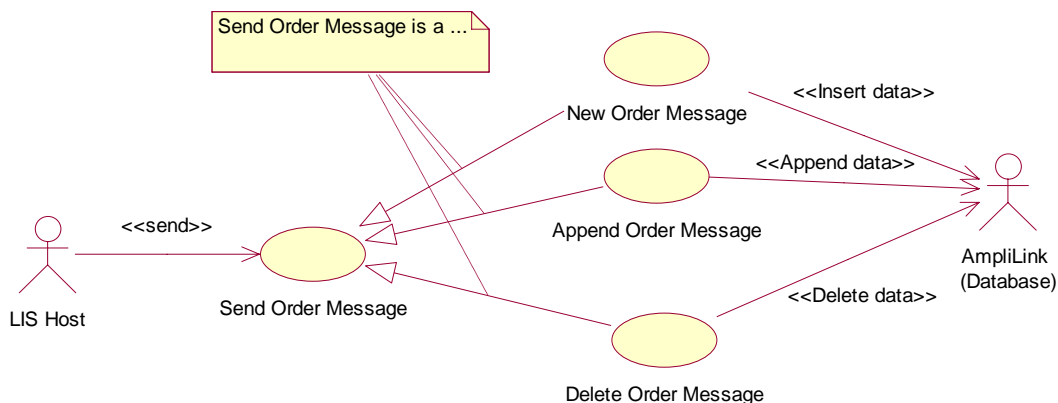 Send Order Message is a ...
<<Insert data>>
New Order Message
<<Append data>>
<<send>>
Append Order Message
AmpliLink
(Database)
<<Delete data>>
Send Order Message
LIS Host
Delete Order Message